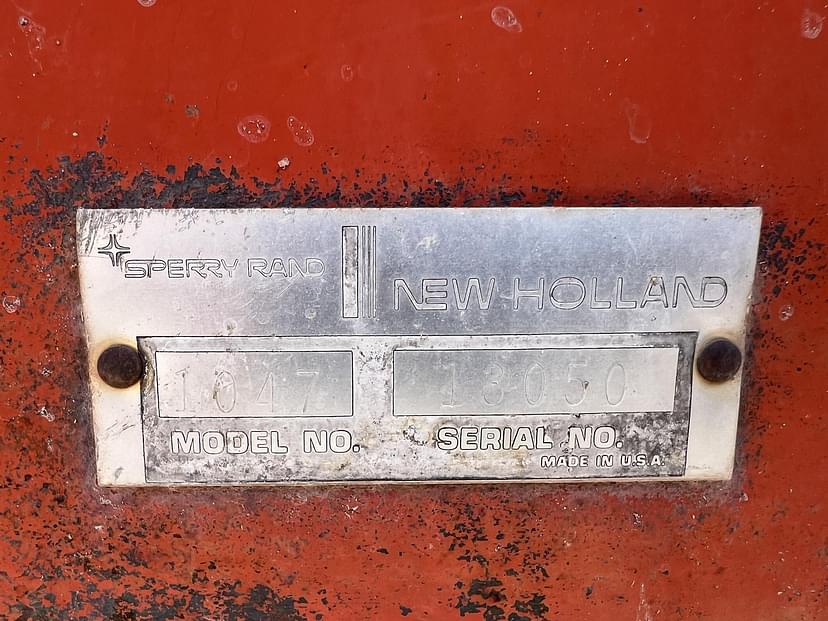 SPERRY RAND
NEW HOLLAND
1047 13050
MODEL NO. SERIAL NO.
MADE IN U.S.A.